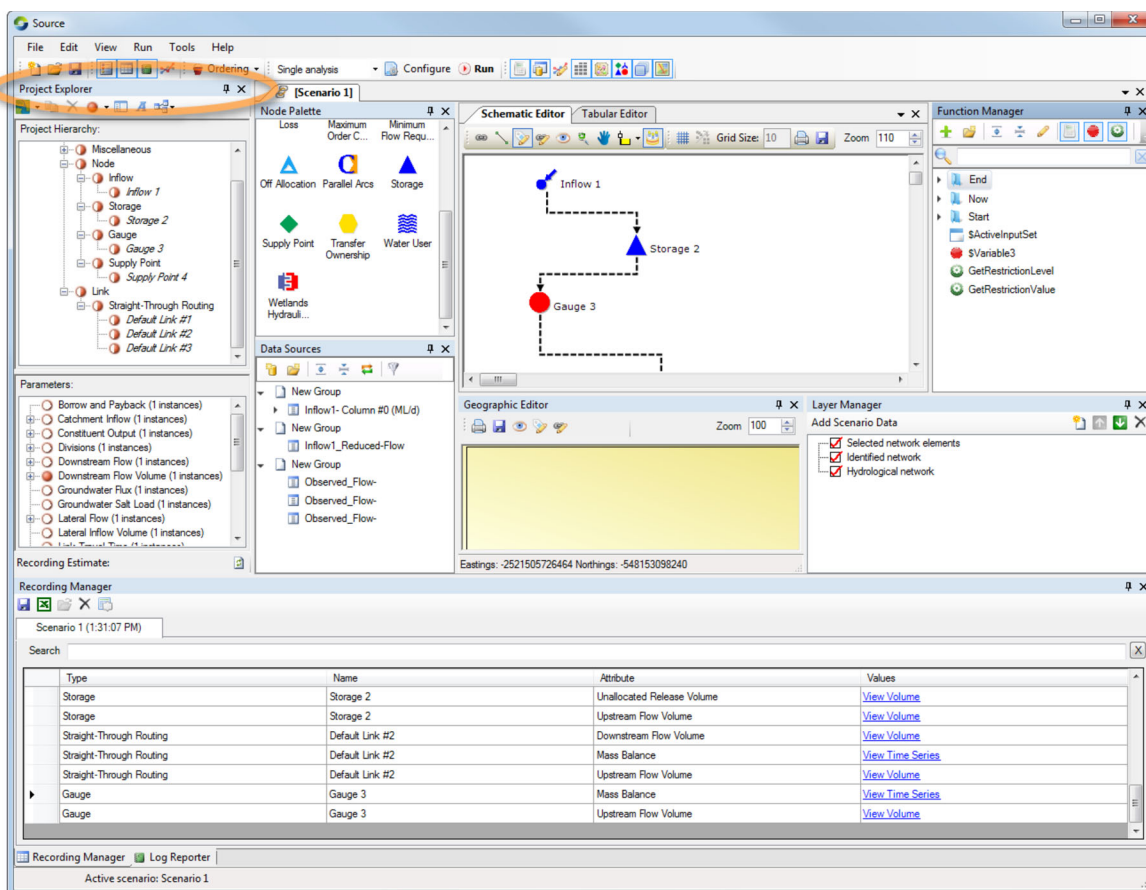 Source
File Edit View Run Tools Help
Ordering Single analysis Configure Run
Project Explorer
[Scenario 1]
Project Hierarchy:
Miscellaneous
Node
Inflow
Inflow 1
Storage
Storage 2
Gauge
Gauge 3
Supply Point
Supply Point 4
Link
Straight-Through Routing
Default Link #1
Default Link #2
Default Link #3
Parameters:
Borrow and Payback (1 instances)
Catchment Inflow (1 instances)
Constituent Output (1 instances)
Divisions (1 instances)
Downstream Flow (1 instances)
Downstream Flow Volume (1 instances)
Groundwater Flux (1 instances)
Groundwater Salt Load (1 instances)
Lateral Flow (1 instances)
Lateral Inflow Volume (1 instances)
Link Travel Time (1 instances)
Recording Estimate:
Node Palette
Loss Maximum Minimum
Order C... Flow Requ...
Off Allocation Parallel Arcs Storage
Supply Point Transfer Water User
Ownership
Wetlands
Hydrauli...
Data Sources
New Group
Inflow1- Column #0 (ML/d)
New Group
Inflow1_Reduced-Flow
New Group
Observed_Flow-
Observed_Flow-
Observed_Flow-
Schematic Editor Tabular Editor
Grid Size: 10 Zoom 110
Inflow 1
Storage 2
Gauge 3
Function Manager
End
Now
Start
$ActiveInputSet
$Variable3
GetRestrictionLevel
GetRestrictionValue
Geographic Editor
Zoom 100
Eastings: -2521505726464 Northings: -548153098240
Layer Manager
Add Scenario Data
Selected network elements
Identified network
Hydrological network
Recording Manager
Scenario 1 (1:31:07 PM)
Search X
Type Name Attribute Values
Storage Storage 2 Unallocated Release Volume View Volume
Storage Storage 2 Upstream Flow Volume View Volume
Straight-Through Routing Default Link #2 Downstream Flow Volume View Volume
Straight-Through Routing Default Link #2 Mass Balance View Time Series
Straight-Through Routing Default Link #2 Upstream Flow Volume View Volume
Gauge Gauge 3 Mass Balance View Time Series
Gauge Gauge 3 Upstream Flow Volume View Volume
Recording Manager Log Reporter
Active scenario: Scenario 1